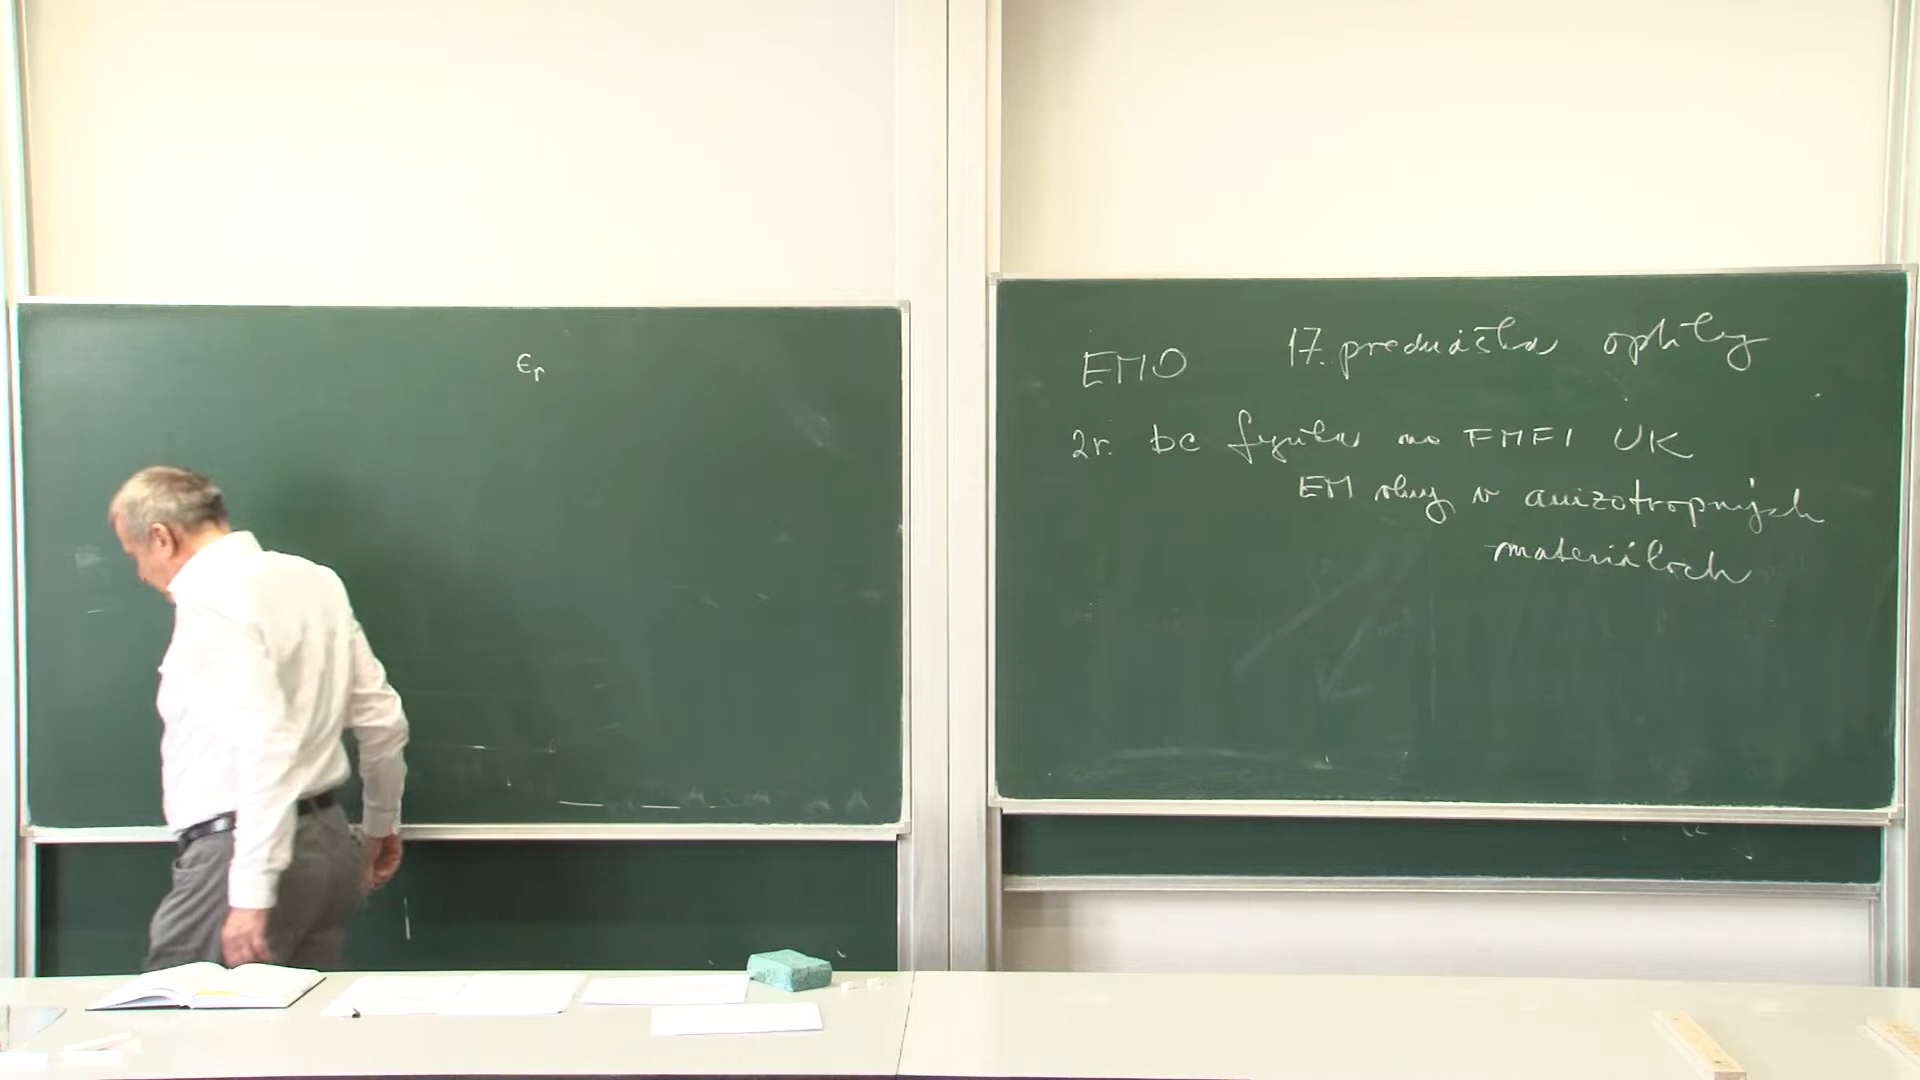 ϵr
EMO 17. prednáška optiky
2r. bc fyzika na FMFI UK
EM vlny v anizotropných
materiáloch